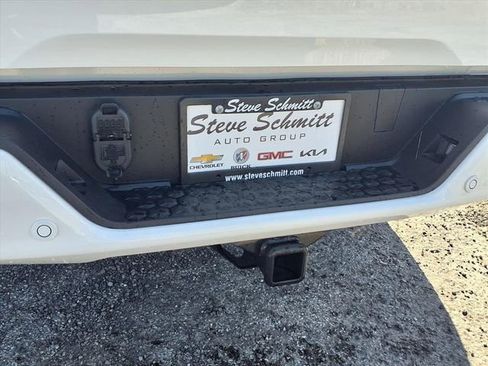 Steve Schmitt
Steve Schmitt
AUTO GROUP
CHEVROLET BUICK GMC KIA
www.steveschmitt.com